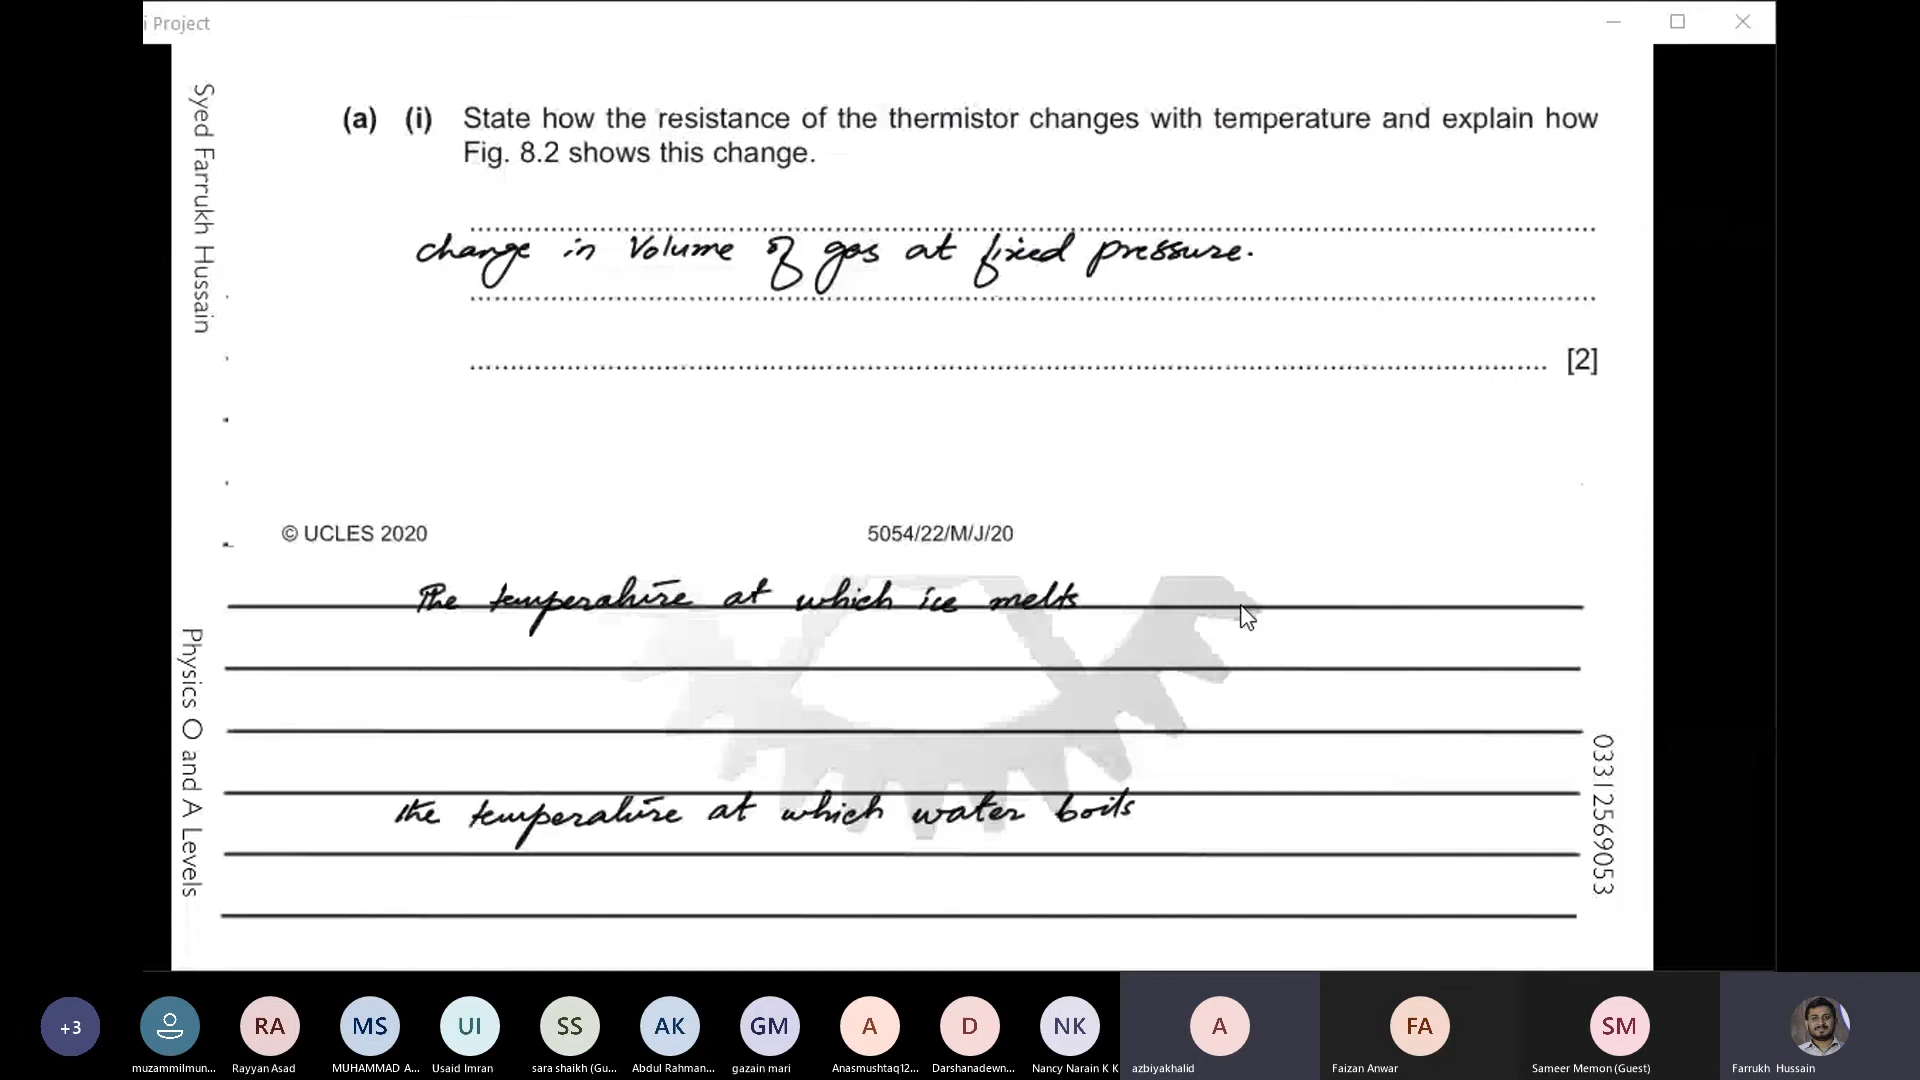 i Project
Syed Farrukh Hussain
(a) (i) State how the resistance of the thermistor changes with temperature and explain how
Fig. 8.2 shows this change.
change in Volume of gas at fixed pressure.
[2]
© UCLES 2020
5054/22/M/J/20
The temperature at which ice melts
Physics O and A Levels
03312569053
the temperature at which water boils
+3
RA
MS
UI
SS
AK
GM
A
D
NK
A
FA
SM
muzammilmun...
Rayyan Asad
MUHAMMAD A...
Usaid Imran
sara shaikh (Gu...
Abdul Rahman...
gazain mari
Anasmushtaq12...
Darshanadewn...
Nancy Narain K K
azbiyakhalid
Faizan Anwar
Sameer Memon (Guest)
Farrukh Hussain